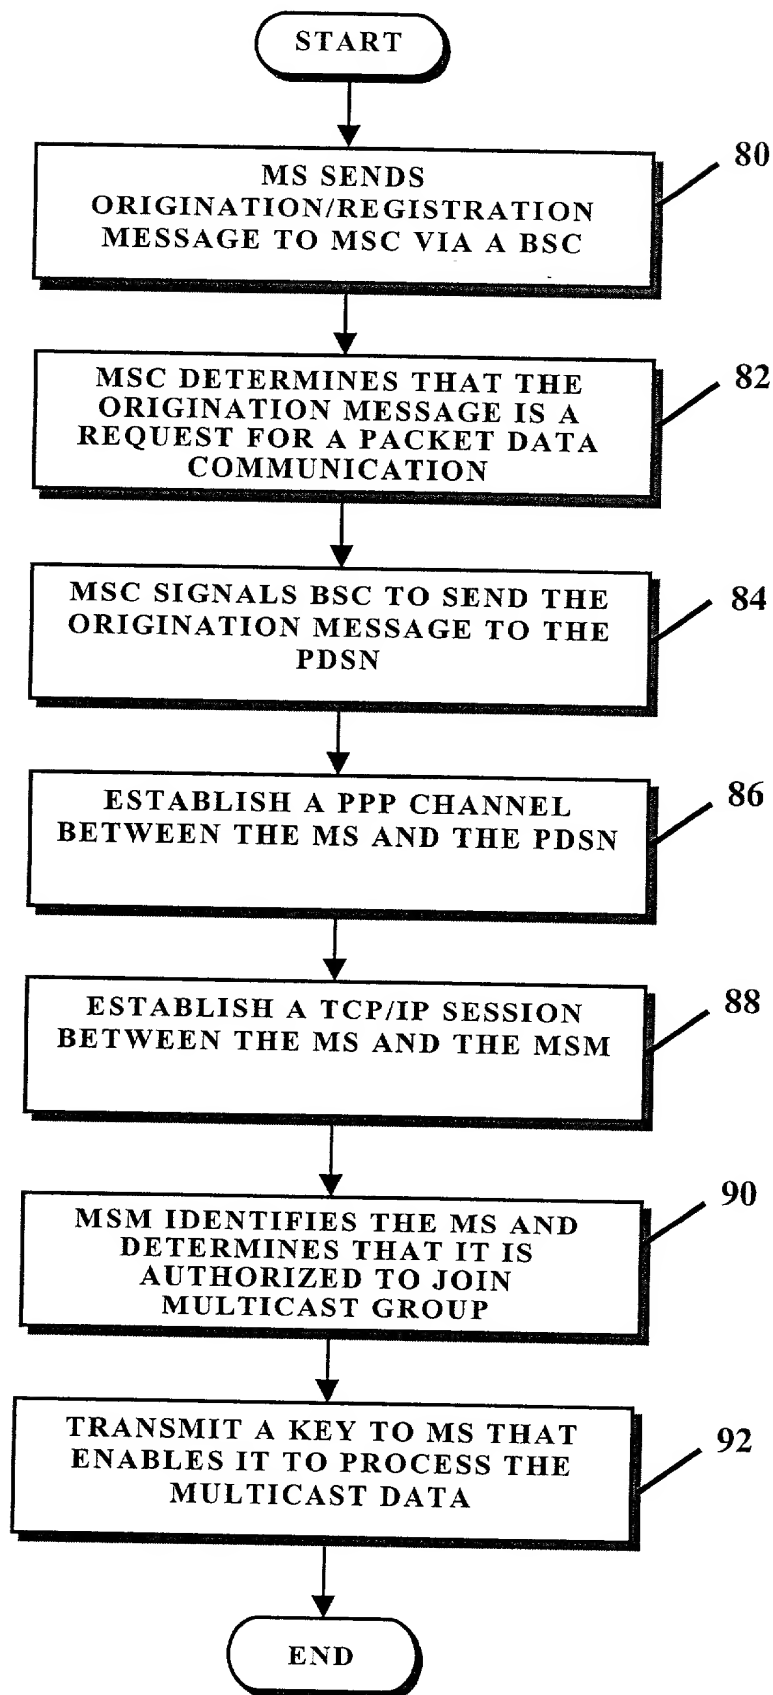 START
80
MS SENDS
ORIGINATION/REGISTRATION
MESSAGE TO MSC VIA A BSC
82
MSC DETERMINES THAT THE
ORIGINATION MESSAGE IS A
REQUEST FOR A PACKET DATA
COMMUNICATION
84
MSC SIGNALS BSC TO SEND THE
ORIGINATION MESSAGE TO THE
PDSN
86
ESTABLISH A PPP CHANNEL
BETWEEN THE MS AND THE PDSN
88
ESTABLISH A TCP/IP SESSION
BETWEEN THE MS AND THE MSM
90
MSM IDENTIFIES THE MS AND
DETERMINES THAT IT IS
AUTHORIZED TO JOIN
MULTICAST GROUP
92
TRANSMIT A KEY TO MS THAT
ENABLES IT TO PROCESS THE
MULTICAST DATA
END